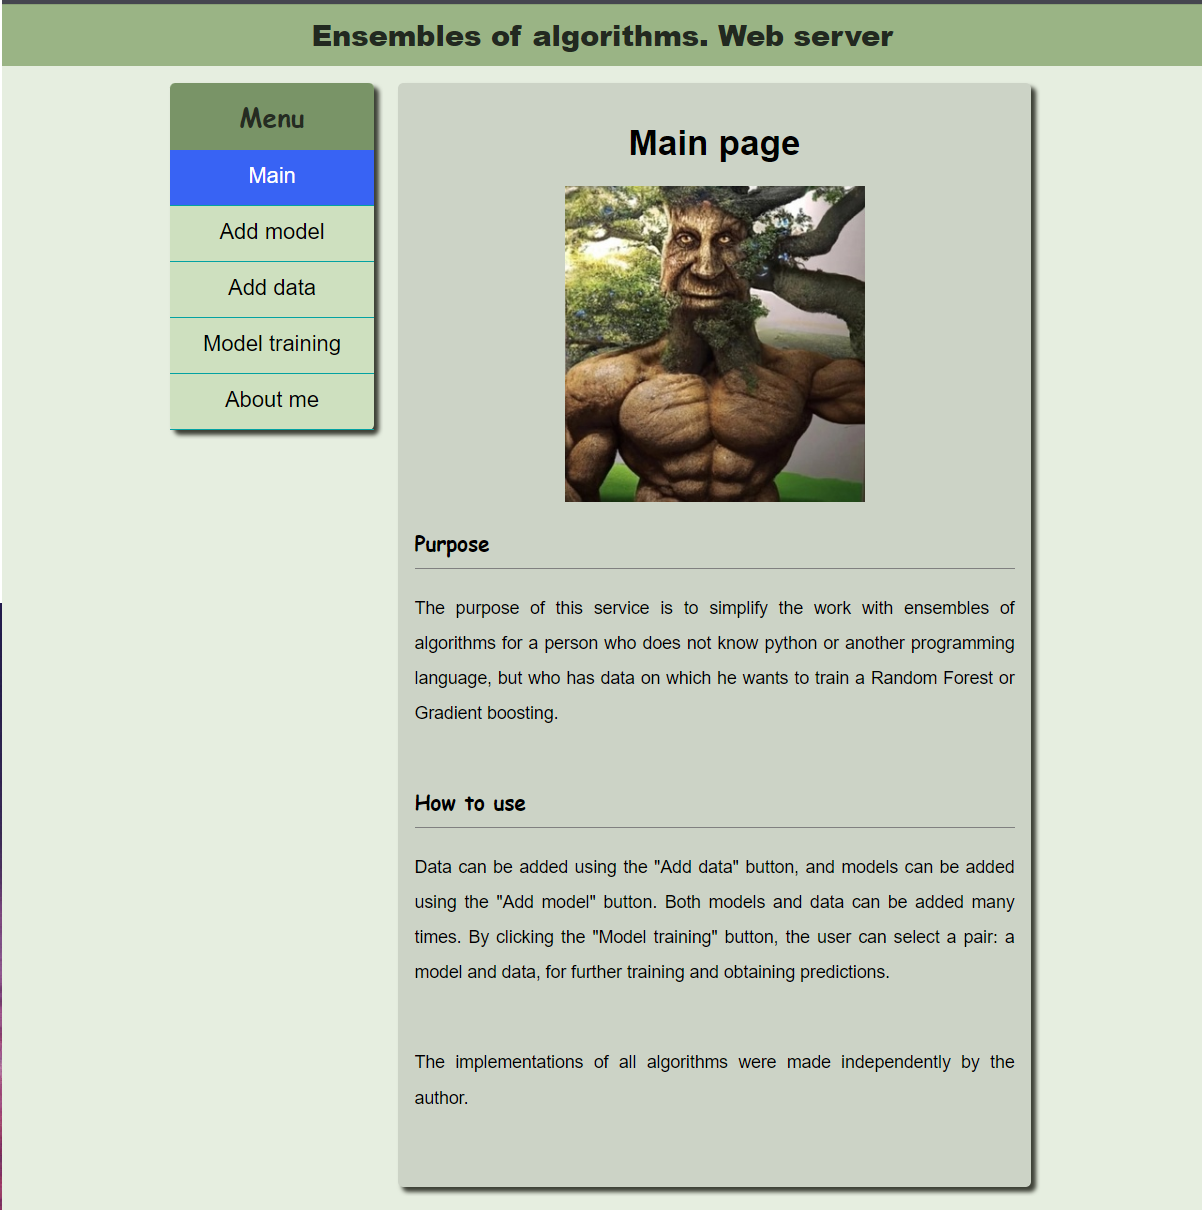 Ensembles of algorithms. Web server
Menu
Main
Add model
Add data
Model training
About me
Main page
Purpose
The purpose of this service is to simplify the work with ensembles of
algorithms for a person who does not know python or another programming
language, but who has data on which he wants to train a Random Forest or
Gradient boosting.
How to use
Data can be added using the "Add data" button, and models can be added
using the "Add model" button. Both models and data can be added many
times. By clicking the "Model training" button, the user can select a pair: a
model and data, for further training and obtaining predictions.
The implementations of all algorithms were made independently by the
author.